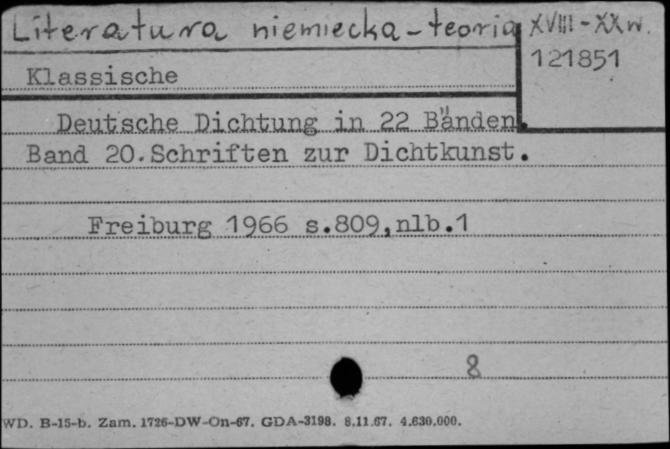 Literatura niemiecka-teoria XVIII-XX w.
121851
Klassische
Deutsche Dichtung in 22 Bänden.
Band 20.Schriften zur Dichtkunst.
Freiburg 1966 s.809,nlb.1
8
WD. B-15-b. Zam. 1726-DW-On-67. GDA-3198. 8.11.67. 4.630.000.